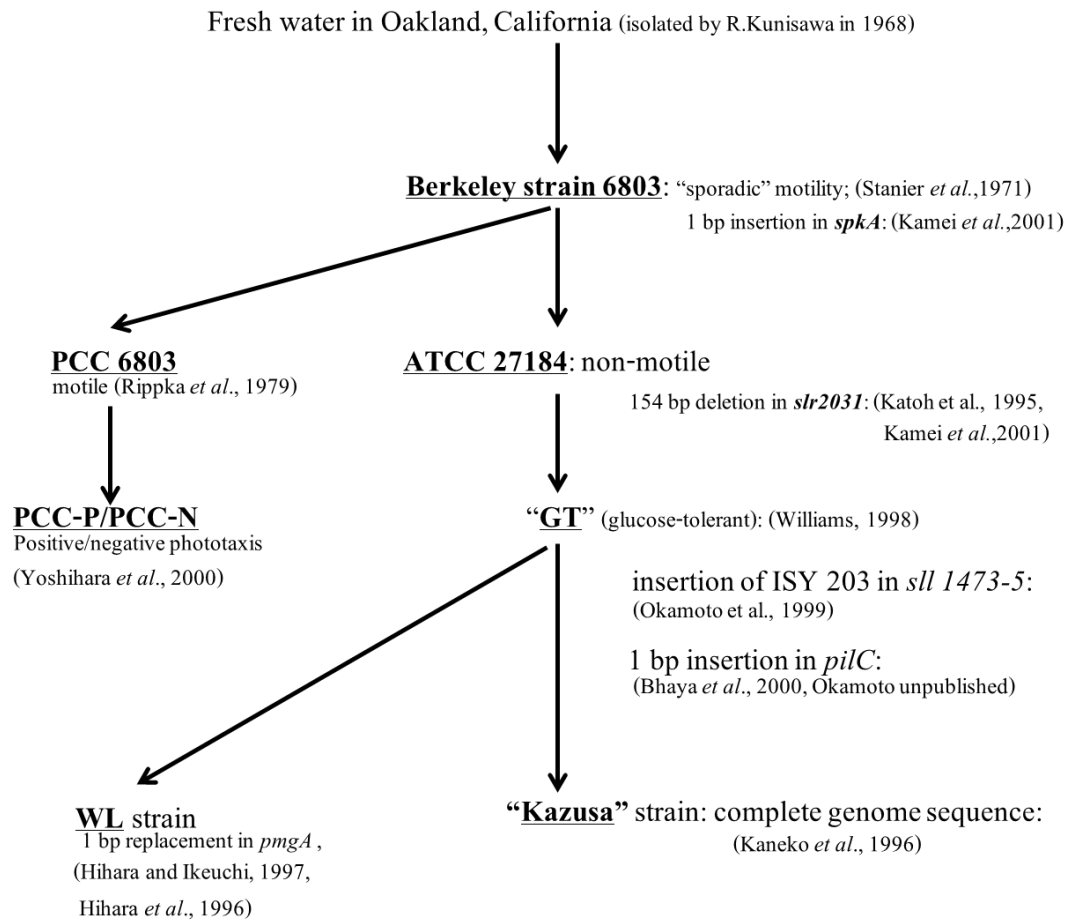 Fresh water in Oakland, California (isolated by R.Kunisawa in 1968)
Berkeley strain 6803: “sporadic” motility; (Stanier et al.,1971)
1 bp insertion in spkA: (Kamei et al.,2001)
PCC 6803
motile (Rippka et al., 1979)
ATCC 27184: non-motile
154 bp deletion in slr2031: (Katoh et al., 1995,
Kamei et al.,2001)
PCC-P/PCC-N
Positive/negative phototaxis
(Yoshihara et al., 2000)
“GT” (glucose-tolerant): (Williams, 1998)
insertion of ISY 203 in sll 1473-5:
(Okamoto et al., 1999)
1 bp insertion in pilC:
(Bhaya et al., 2000, Okamoto unpublished)
WL strain
1 bp replacement in pmgA ,
(Hihara and Ikeuchi, 1997,
Hihara et al., 1996)
“Kazusa” strain: complete genome sequence:
(Kaneko et al., 1996)